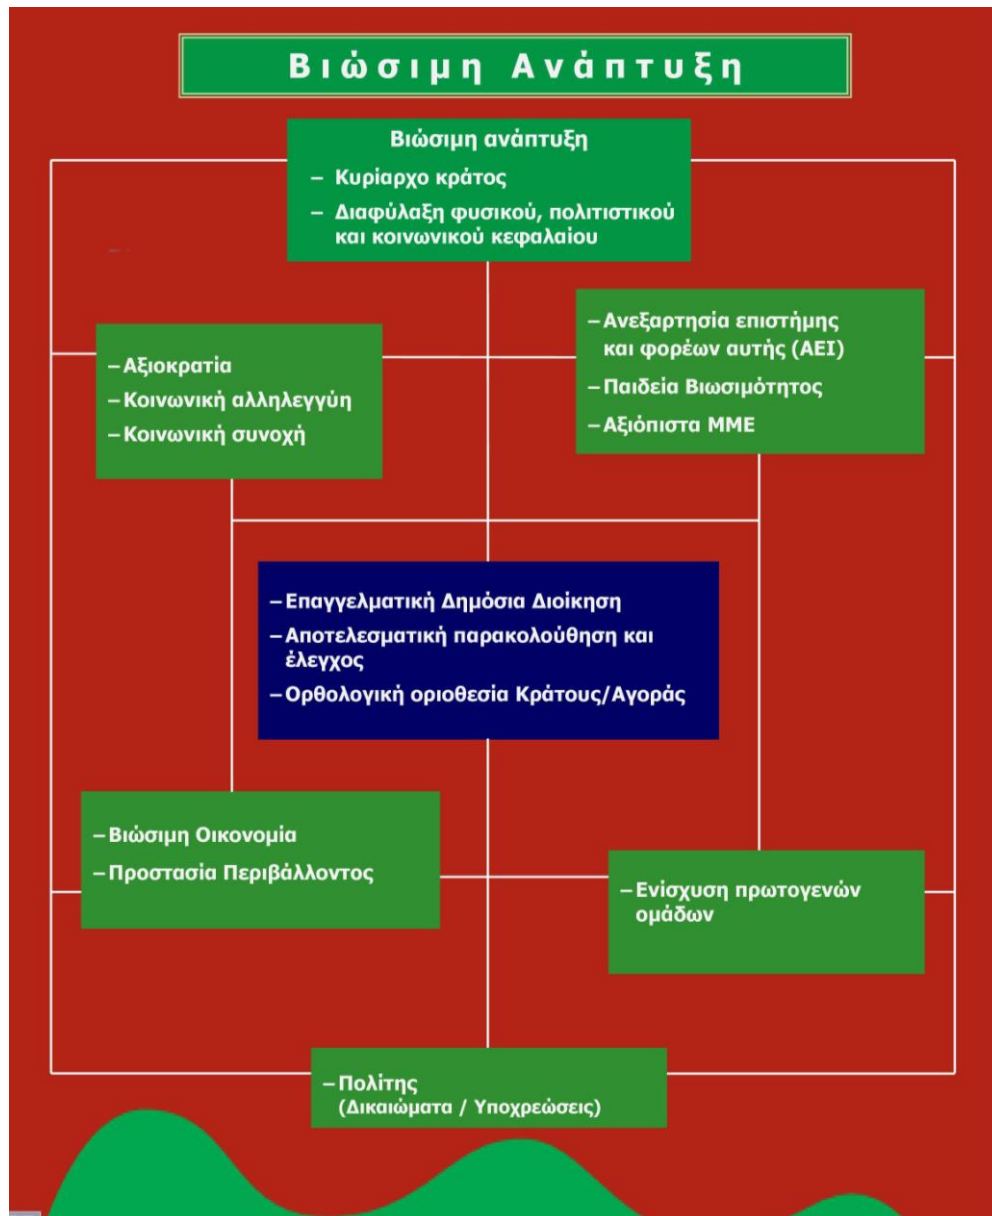 Βιώσιμη Ανάπτυξη
Βιώσιμη ανάπτυξη
– Κυρίαρχο κράτος
– Διαφύλαξη φυσικού, πολιτιστικού
και κοινωνικού κεφαλαίου
– Αξιοκρατία
– Κοινωνική αλληλεγγύη
– Κοινωνική συνοχή
– Ανεξαρτησία επιστήμης
και φορέων αυτής (ΑΕΙ)
– Παιδεία Βιωσιμότητος
– Αξιόπιστα ΜΜΕ
– Επαγγελματική Δημόσια Διοίκηση
– Αποτελεσματική παρακολούθηση και
έλεγχος
– Ορθολογική οριοθεσία Κράτους/Αγοράς
– Βιώσιμη Οικονομία
– Προστασία Περιβάλλοντος
– Ενίσχυση πρωτογενών
ομάδων
– Πολίτης
(Δικαιώματα / Υποχρεώσεις)